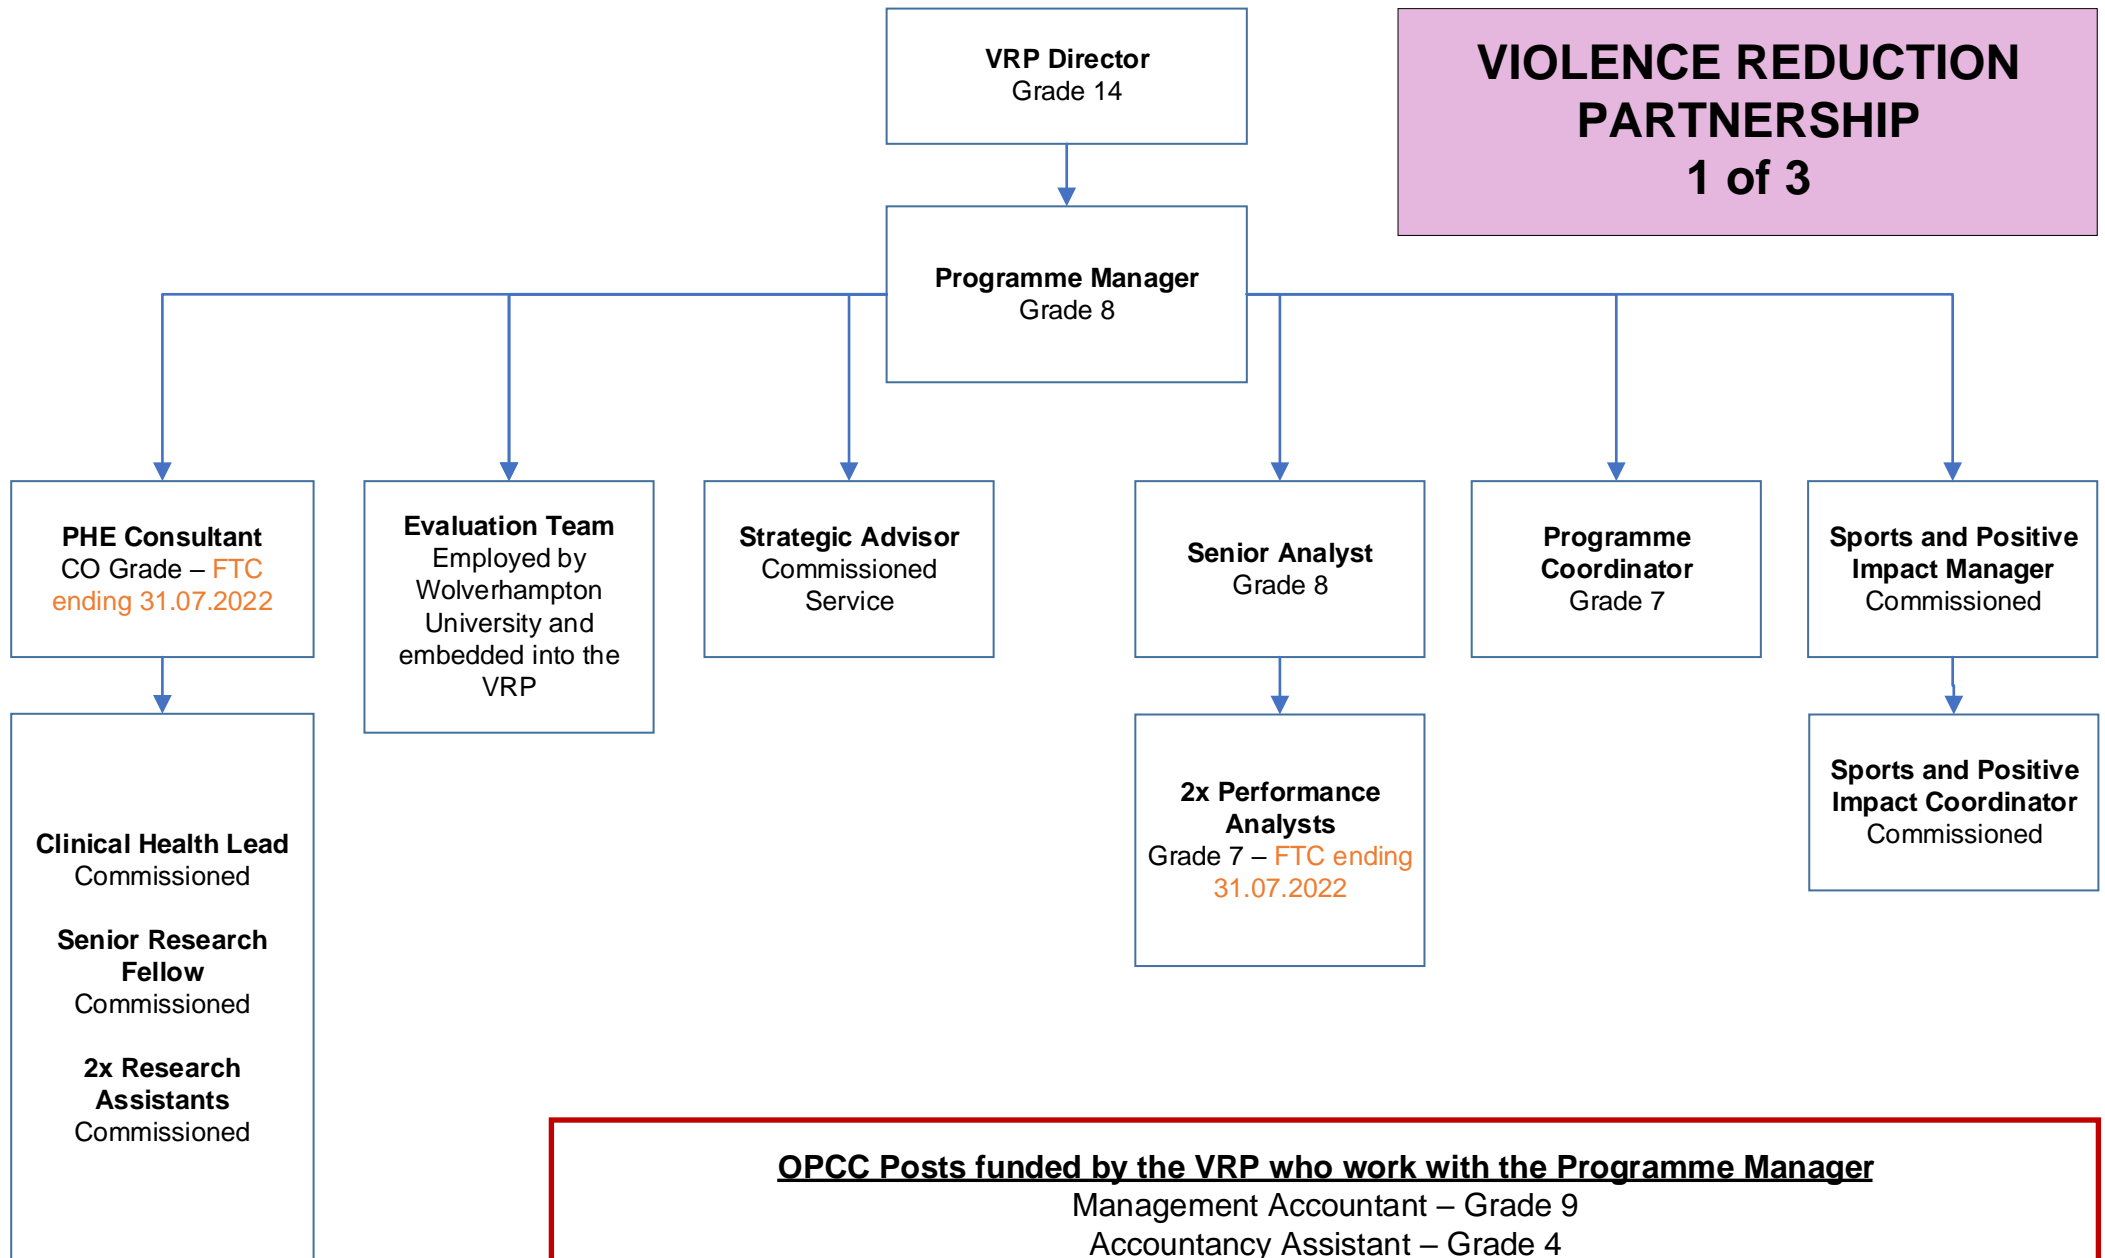 VRP Director
Grade 14
VIOLENCE REDUCTION
PARTNERSHIP
1 of 3
Programme Manager
Grade 8
PHE Consultant
CO Grade – FTC
ending 31.07.2022
Evaluation Team
Employed by
Wolverhampton
University and
embedded into the
VRP
Strategic Advisor
Commissioned
Service
Senior Analyst
Grade 8
Programme
Coordinator
Grade 7
Sports and Positive
Impact Manager
Commissioned
Clinical Health Lead
Commissioned
Senior Research
Fellow
Commissioned
2x Research
Assistants
Commissioned
2x Performance
Analysts
Grade 7 – FTC ending
31.07.2022
Sports and Positive
Impact Coordinator
Commissioned
OPCC Posts funded by the VRP who work with the Programme Manager
Management Accountant – Grade 9
Accountancy Assistant – Grade 4